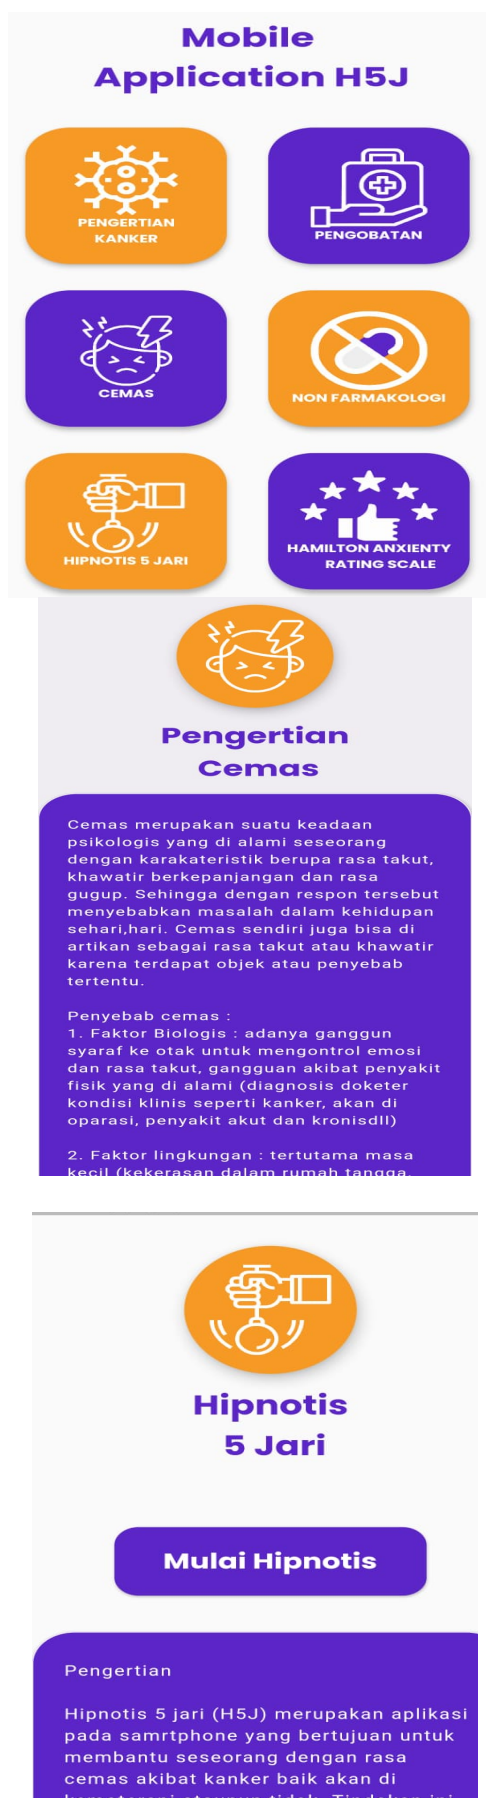 Mobile
Application H5J
PENGERTIAN
KANKER
PENGOBATAN
CEMAS
NON FARMAKOLOGI
HIPNOTIS 5 JARI
HAMILTON ANXIENTY
RATING SCALE
Pengertian
Cemas
Cemas merupakan suatu keadaan
psikologis yang di alami seseorang
dengan karakateristik berupa rasa takut,
khawatir berkepanjangan dan rasa
gugup. Sehingga dengan respon tersebut
menyebabkan masalah dalam kehidupan
sehari,hari. Cemas sendiri juga bisa di
artikan sebagai rasa takut atau khawatir
karena terdapat objek atau penyebab
tertentu.
Penyebab cemas :
1. Faktor Biologis : adanya ganggun
syaraf ke otak untuk mengontrol emosi
dan rasa takut, gangguan akibat penyakit
fisik yang di alami (diagnosis doketer
kondisi klinis seperti kanker, akan di
oparasi, penyakit akut dan kronisdll)
2. Faktor lingkungan : tertutama masa
kecil (kekerasan dalam rumah tangga,
Hipnotis
5 Jari
Mulai Hipnotis
Pengertian
Hipnotis 5 jari (H5J) merupakan aplikasi
pada samrtphone yang bertujuan untuk
membantu seseorang dengan rasa
cemas akibat kanker baik akan di